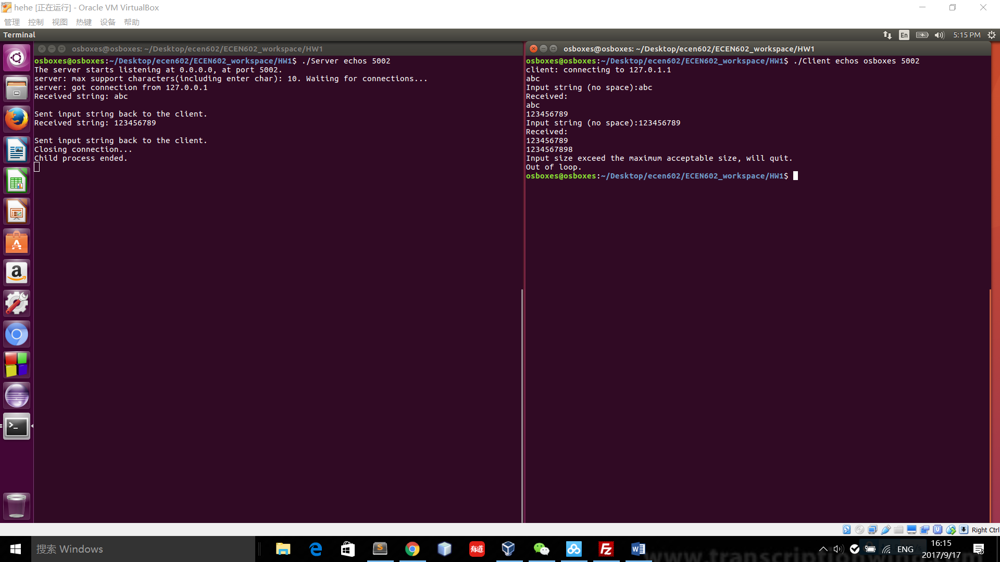 hehe [正在运行] - Oracle VM VirtualBox
管理 控制 视图 热键 设备 帮助
Terminal
En
5:15 PM
osboxes@osboxes: ~/Desktop/ecen602/ECEN602_workspace/HW1
osboxes@osboxes:~/Desktop/ecen602/ECEN602_workspace/HW1$ ./Server echos 5002
The server starts listening at 0.0.0.0, at port 5002.
server: max support characters(including enter char): 10. Waiting for connections...
server: got connection from 127.0.0.1
Received string: abc
Sent input string back to the client.
Received string: 123456789
Sent input string back to the client.
Closing connection...
Child process ended.
osboxes@osboxes: ~/Desktop/ecen602/ECEN602_workspace/HW1
osboxes@osboxes:~/Desktop/ecen602/ECEN602_workspace/HW1$ ./Client echos osboxes 5002
client: connecting to 127.0.1.1
abc
Input string (no space):abc
Received:
abc
123456789
Input string (no space):123456789
Received:
123456789
1234567898
Input size exceed the maximum acceptable size, will quit.
Out of loop.
osboxes@osboxes:~/Desktop/ecen602/ECEN602_workspace/HW1$
Right Ctrl
搜索 Windows
有道
ENG
16:15
2017/9/17